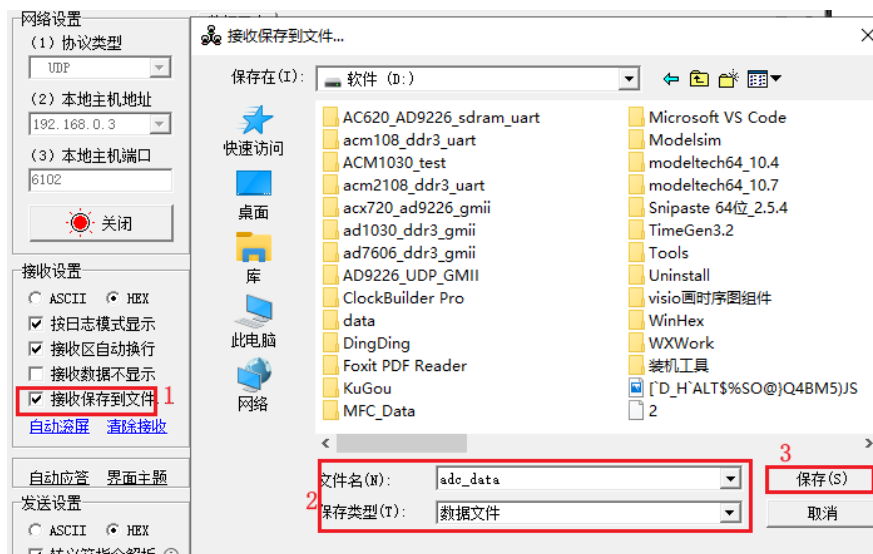 网络设置
(1) 协议类型
UDP
(2) 本地主机地址
192.168.0.3
(3) 本地主机端口
6102
关闭
接收设置
ASCII HEX
按日志模式显示
接收区自动换行
接收数据不显示
接收保存到文件 1
自动滚屏 清除接收
自动应答 界面主题
发送设置
ASCII HEX
接收保存到文件...
保存在(I): 软件 (D:)
快速访问
桌面
库
此电脑
网络
AC620_AD9226_sdram_uart
acm108_ddr3_uart
ACM1030_test
acm2108_ddr3_uart
acx720_ad9226_gmii
ad1030_ddr3_gmii
ad7606_ddr3_gmii
AD9226_UDP_GMII
ClockBuilder Pro
data
DingDing
Foxit PDF Reader
KuGou
MFC_Data
Microsoft VS Code
Modelsim
modeltech64_10.4
modeltech64_10.7
Snipaste 64位_2.5.4
TimeGen3.2
Tools
Uninstall
visio画时序图组件
WinHex
WXWork
装机工具
[`D_H`ALT$%SO@}Q4BM5)JS
2
3
文件名(N): adc_data 保存(S)
2
保存类型(T): 数据文件 取消